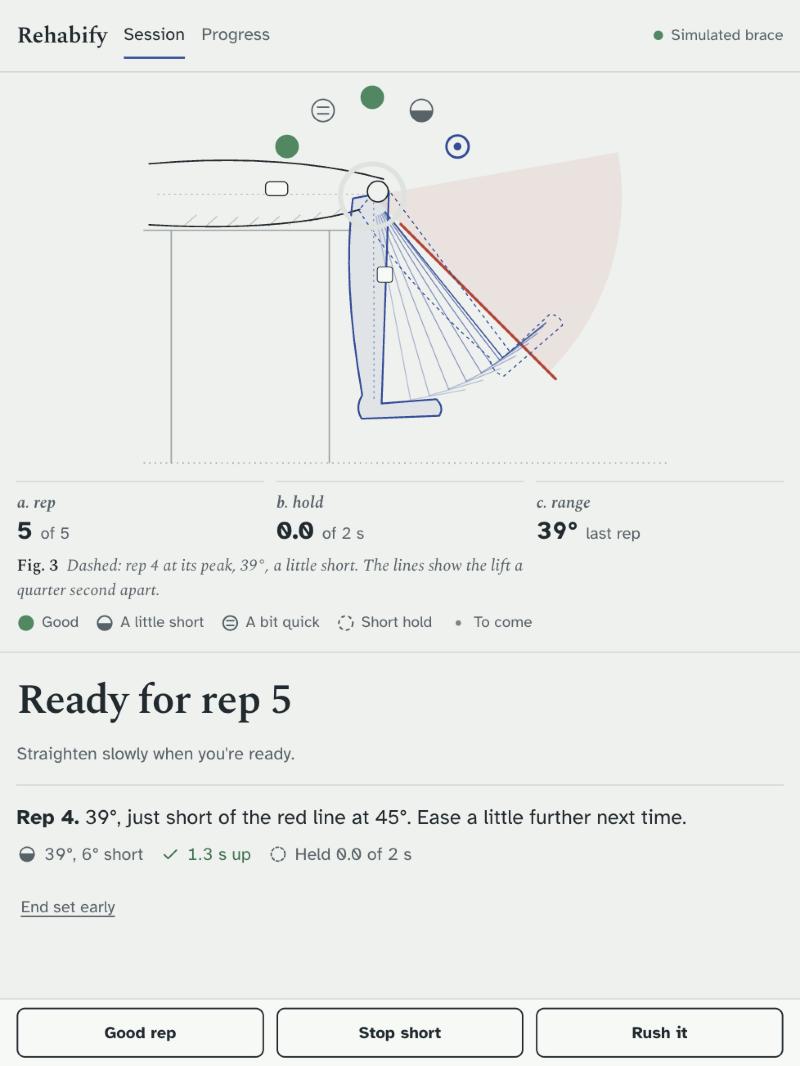 Rehabify Session Progress Simulated brace
a. rep b. hold c. range
5 of 5 0.0 of 2 s 39° last rep
Fig. 3 Dashed: rep 4 at its peak, 39°, a little short. The lines show the lift a
quarter second apart.
Good A little short A bit quick Short hold To come
Ready for rep 5
Straighten slowly when you're ready.
Rep 4. 39°, just short of the red line at 45°. Ease a little further next time.
39°, 6° short 1.3 s up Held 0.0 of 2 s
End set early
Good rep Stop short Rush it